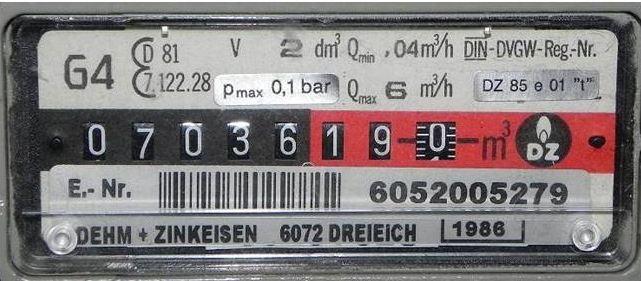 G4 D 81 V 2 dm³ Qmin ,04m³/h DIN-DVGW-Reg.-Nr.
7.122.28 pmax 0,1 bar Qmax 6 m³/h DZ 85 e 01 "t"
0 7 0 3 6 1 9 0 m³ DZ
E.- Nr. 6052005279
DEHM + ZINKEISEN 6072 DREIEICH 1986